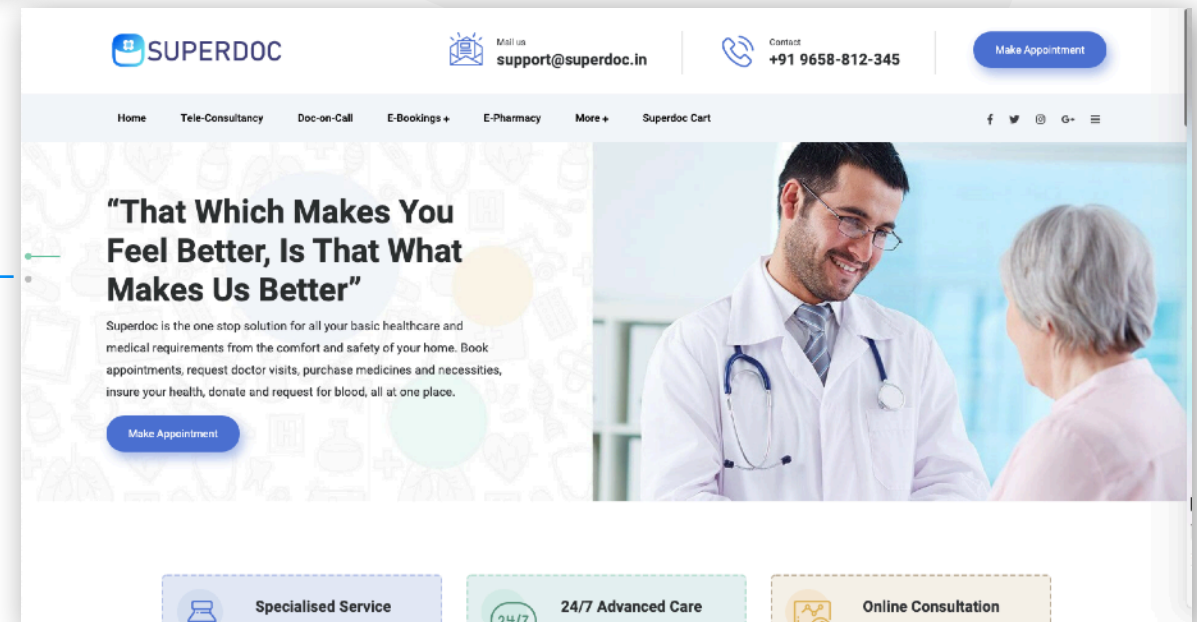 SUPERDOC
Mail us
support@superdoc.in
Contact
+91 9658-812-345
Make Appointment
Home Tele-Consultancy Doc-on-Call E-Bookings + E-Pharmacy More + Superdoc Cart
“That Which Makes You
Feel Better, Is That What
Makes Us Better”
Superdoc is the one stop solution for all your basic healthcare and
medical requirements from the comfort and safety of your home. Book
appointments, request doctor visits, purchase medicines and necessities,
insure your health, donate and request for blood, all at one place.
Make Appointment
Specialised Service
24/7
24/7 Advanced Care
Online Consultation